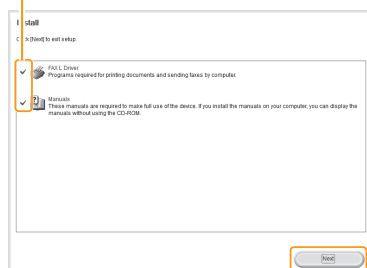 Install
Click [Next] to exit setup.
FAX L Driver
Programs required for printing documents and sending faxes by computer.
Manuals
These manuals are required to make full use of the device. If you install the manuals on your computer, you can display the
manuals without using the CD-ROM.
Next